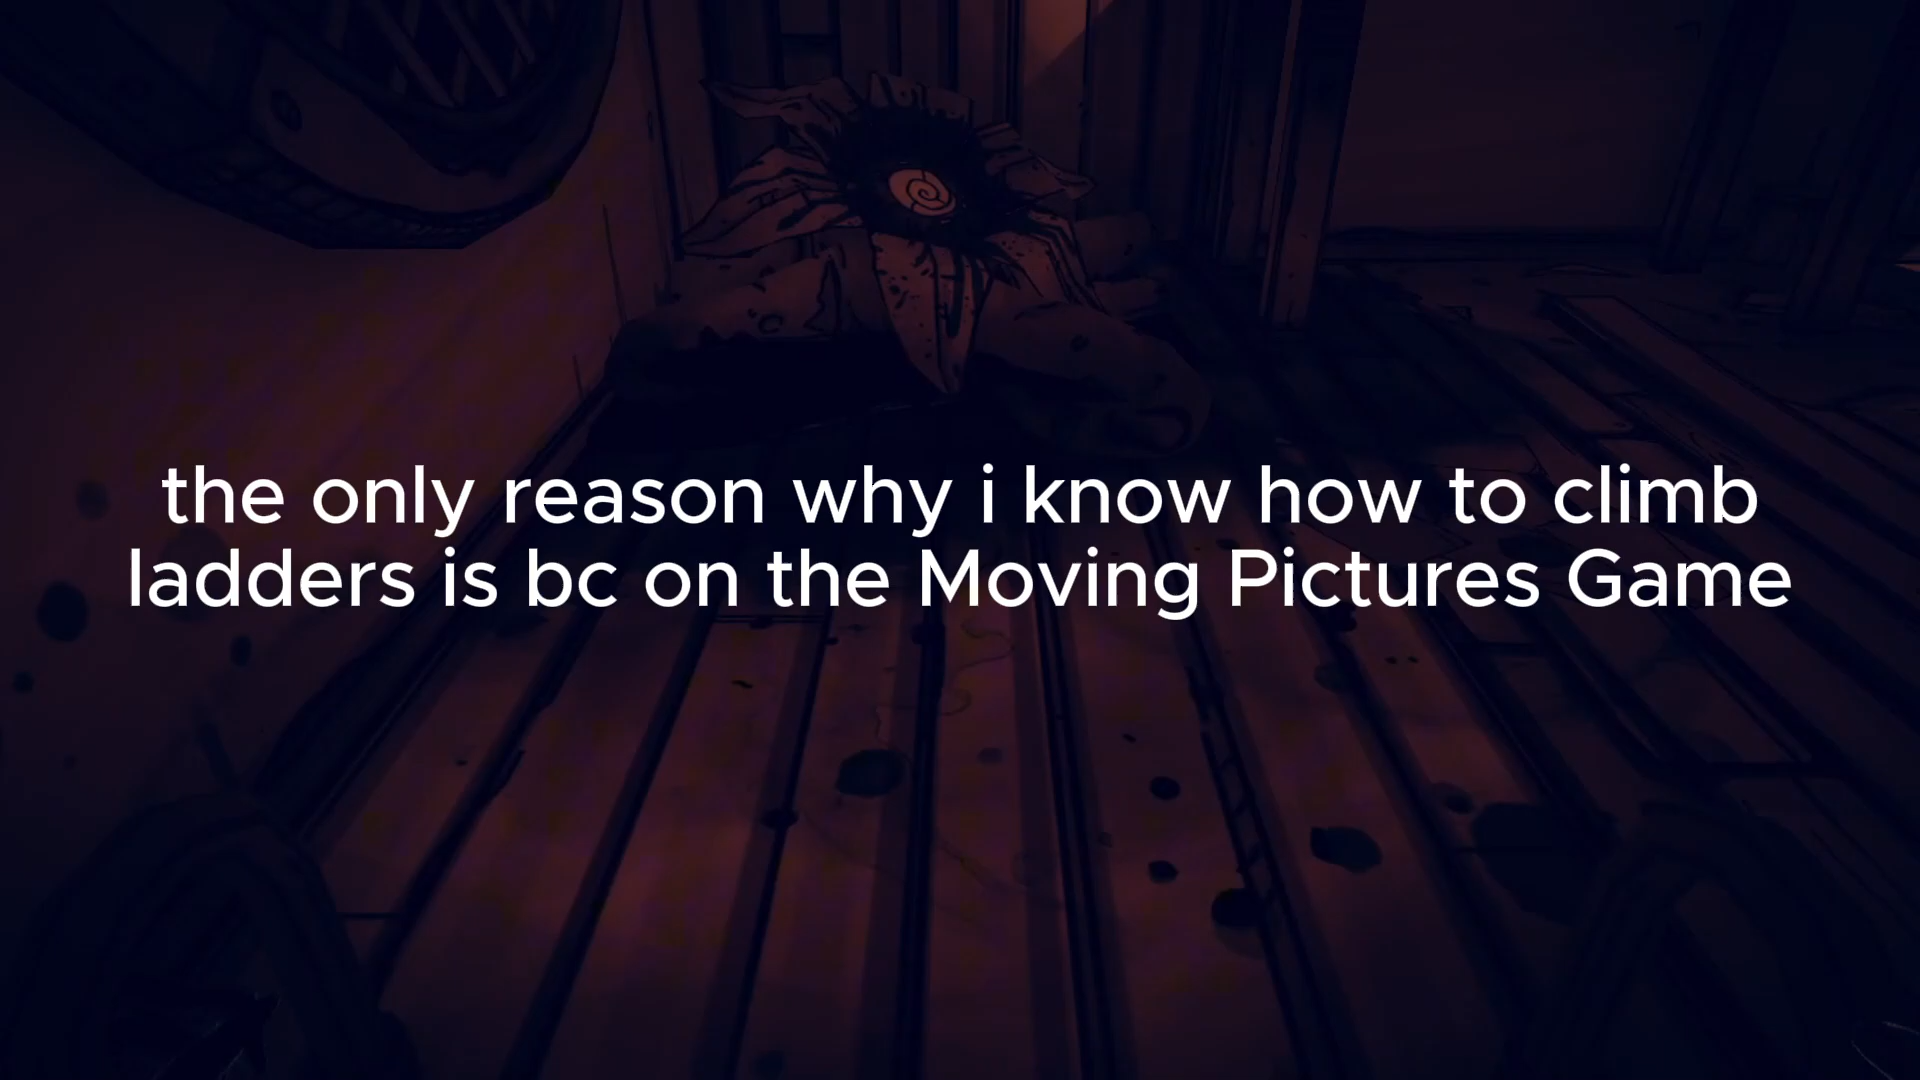 the only reason why i know how to climb
ladders is bc on the Moving Pictures Game